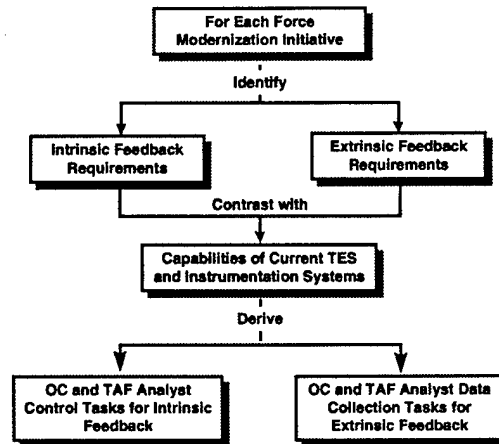 For Each Force
Modernization Initiative
Identify
Intrinsic Feedback
Requirements
Extrinsic Feedback
Requirements
Contrast with
Capabilities of Current TES
and Instrumentation Systems
Derive
OC and TAF Analyst
Control Tasks for Intrinsic
Feedback
OC and TAF Analyst Data
Collection Tasks for
Extrinsic Feedback